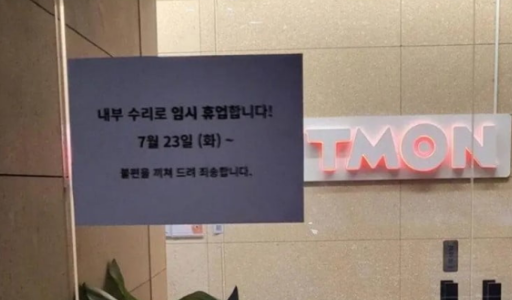 내부 수리로 임시 휴업합니다!
7월 23일 (화) ~
불편을 끼쳐 드려 죄송합니다.
TMON